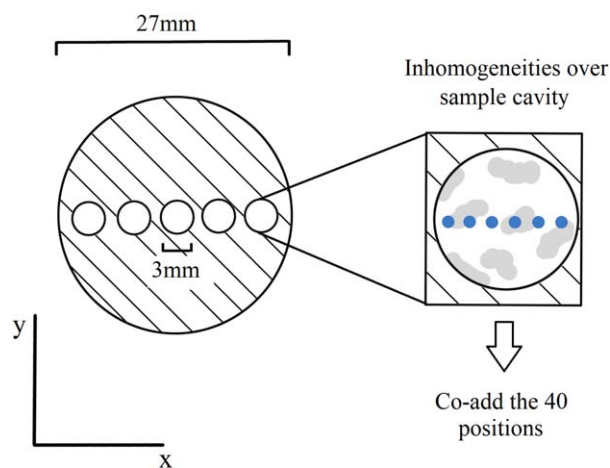 27mm
Inhomogeneities over
sample cavity
3mm
y
x
Co-add the 40
positions